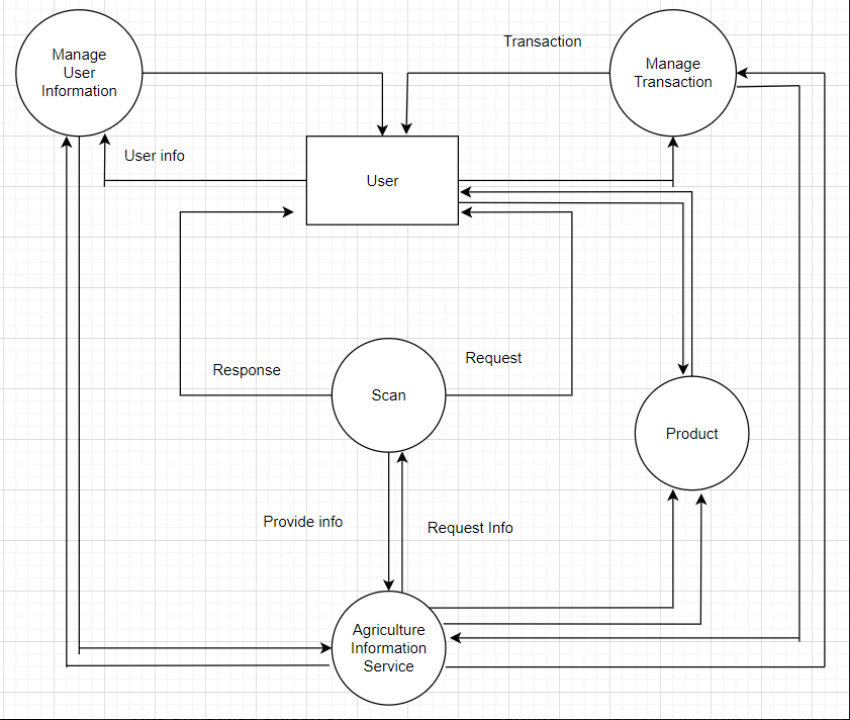 Transaction
Manage
User
Information
Manage
Transaction
User info
User
Request
Response
Scan
Product
Provide info
Request Info
Agriculture
Information
Service